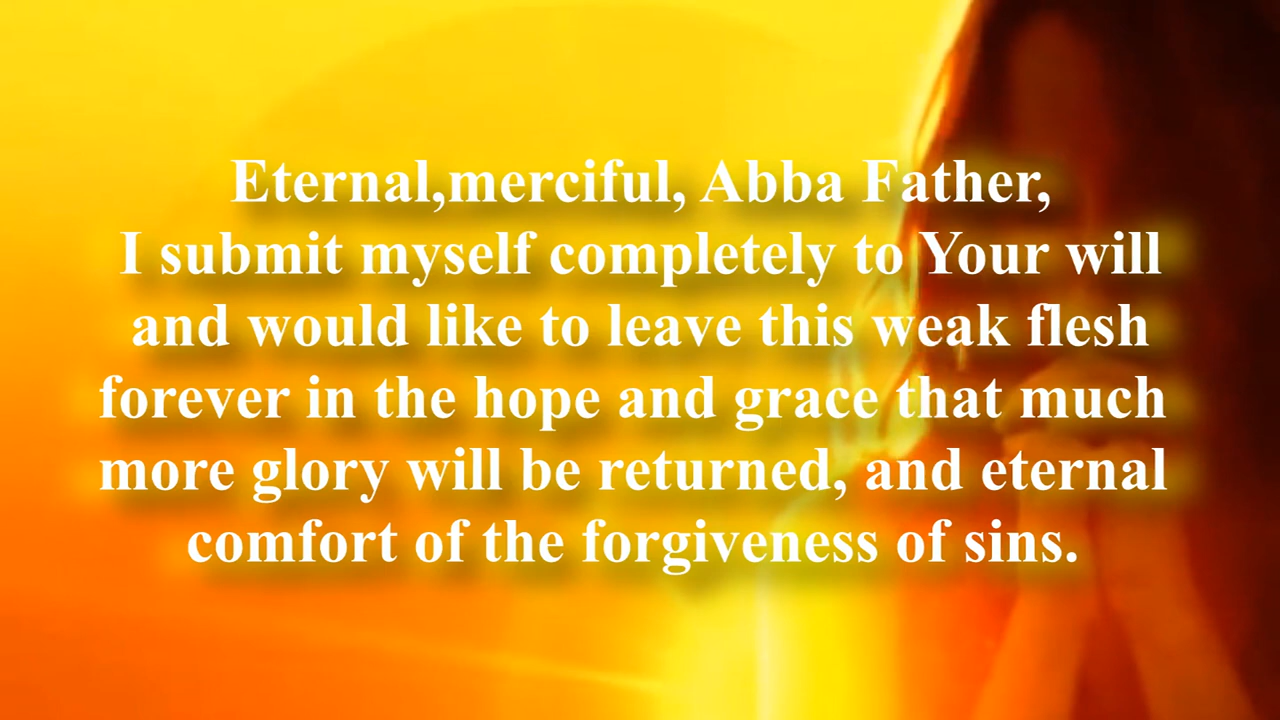 Eternal,merciful, Abba Father,
I submit myself completely to Your will
and would like to leave this weak flesh
forever in the hope and grace that much
more glory will be returned, and eternal
comfort of the forgiveness of sins.